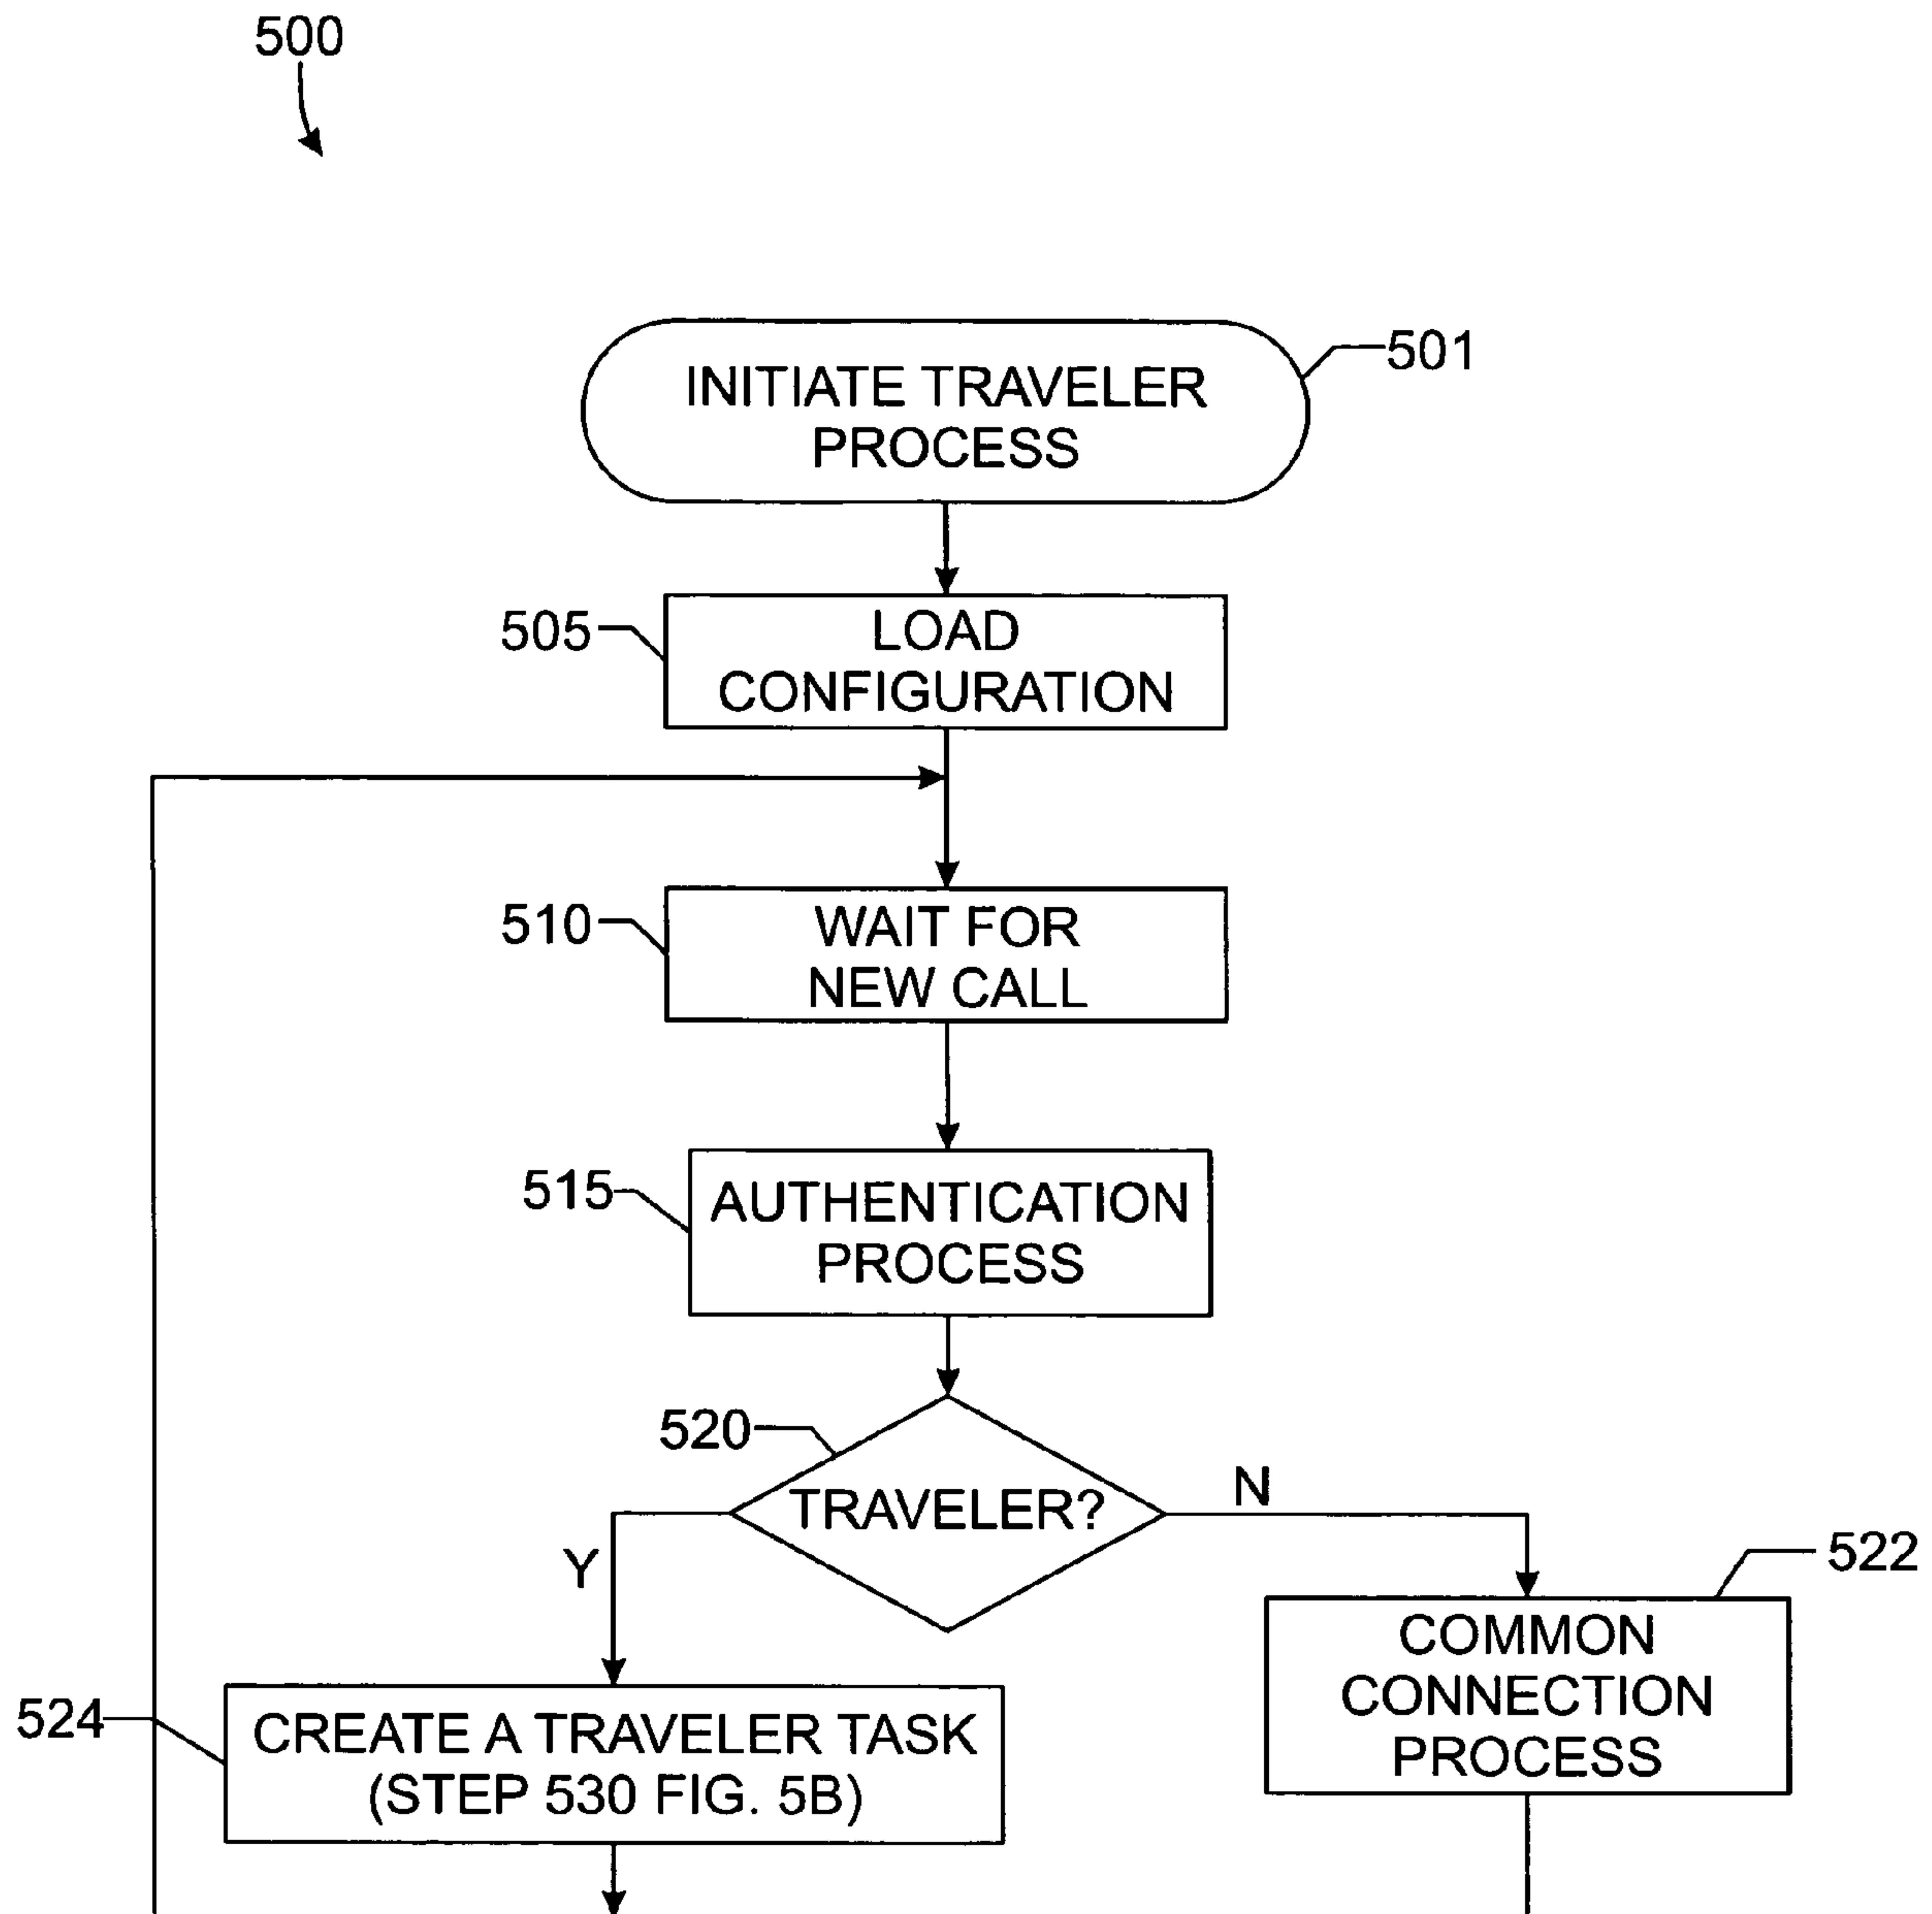 500
INITIATE TRAVELER
PROCESS
501
505
LOAD
CONFIGURATION
510
WAIT FOR
NEW CALL
515
AUTHENTICATION
PROCESS
520
TRAVELER?
N
Y
522
COMMON
CONNECTION
PROCESS
524
CREATE A TRAVELER TASK
(STEP 530 FIG. 5B)